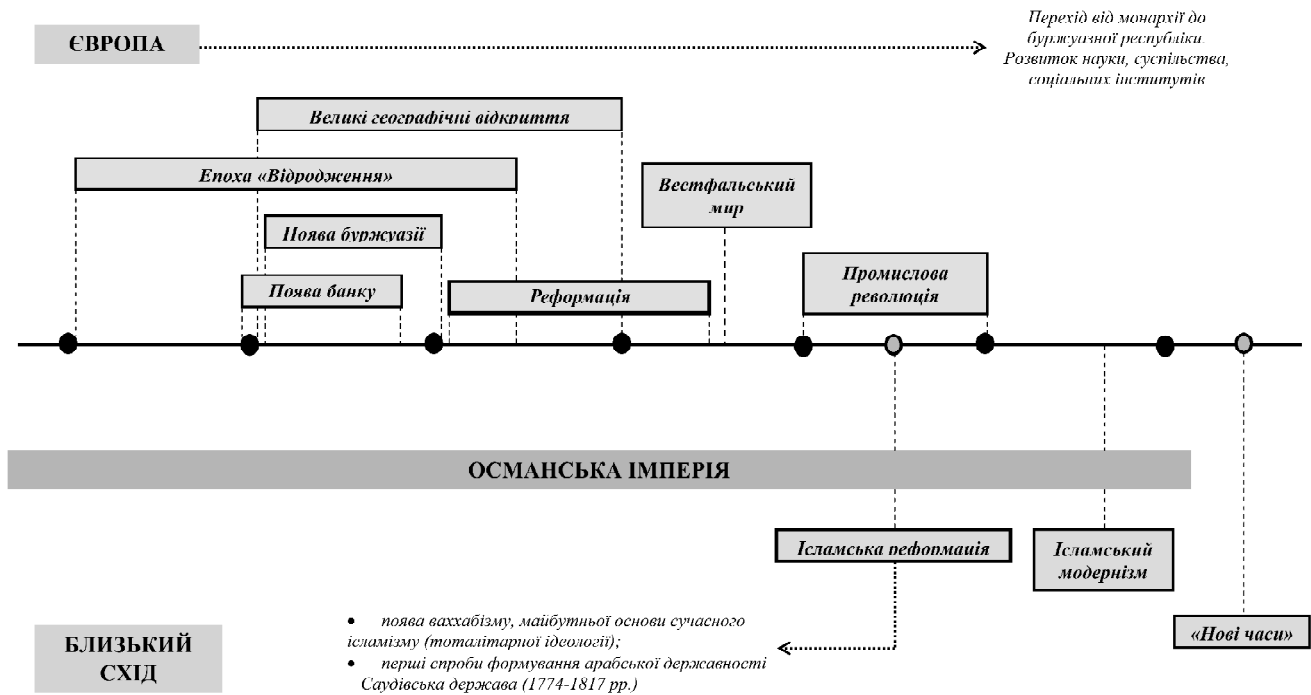 ЄВРОПА
Перехід від монархії до
буржуазної республіки.
Розвиток науки, суспільства,
соціальних інститутів
Великі географічні відкриття
Епоха «Відродження»
Вестфальський
мир
Поява буржуазії
Поява банку
Реформація
Промислова
революція
ОСМАНСЬКА ІМПЕРІЯ
Ісламська реформація
Ісламський
модернізм
«Нові часи»
БЛИЗЬКИЙ
СХІД
• поява ваххабізму, майбутньої основи сучасного
ісламізму (тоталітарної ідеології);
• перші спроби формування арабської державності
Саудівська держава (1774-1817 рр.)